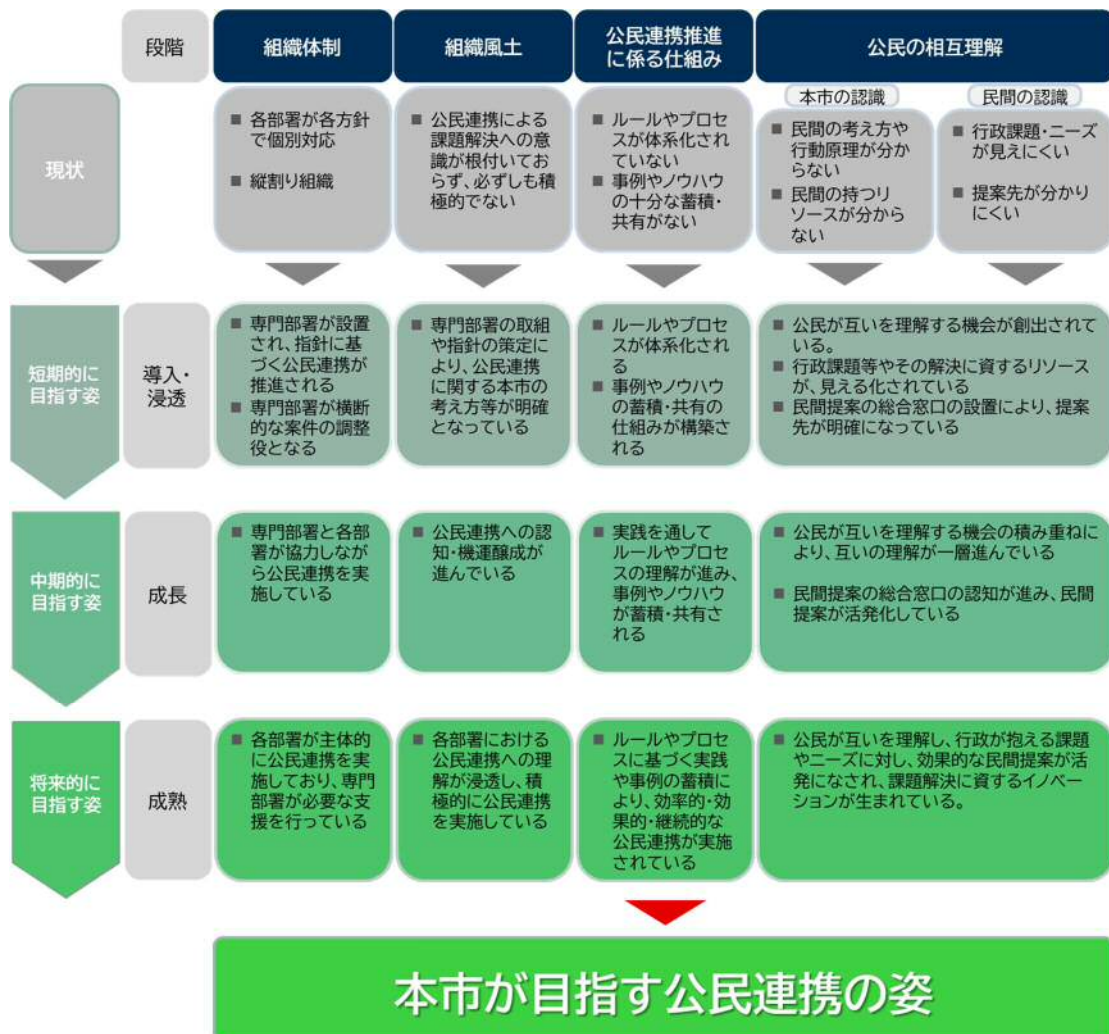 段階
組織体制
組織風土
公民連携推進
に係る仕組み
公民の相互理解
現状
■ 各部署が各方針
で個別対応
■ 縦割り組織
■ 公民連携による
課題解決への意
識が根付いてお
らず、必ずしも積
極的でない
■ ルールやプロセ
スが体系化され
ていない
■ 事例やノウハウ
の十分な蓄積・
共有がない
本市の認識
■ 民間の考え方や
行動原理が分か
らない
■ 民間の持つリ
ソースが分から
ない
民間の認識
■ 行政課題・ニーズ
が見えにくい
■ 提案先が分かり
にくい
短期的に
目指す姿
導入・
浸透
■ 専門部署が設置
され、指針に基
づく公民連携が
推進される
■ 専門部署が横断
的な案件の調整
役となる
■ 専門部署の取組
や指針の策定に
より、公民連携
に関する本市の
考え方等が明確
となっている
■ ルールやプロセ
スが体系化され
る
■ 事例やノウハウ
の蓄積・共有の
仕組みが構築さ
れる
■ 公民が互いを理解する機会が創出されて
いる。
■ 行政課題等やその解決に資するリソース
が、見える化されている
■ 民間提案の総合窓口の設置により、提案
先が明確になっている
中期的に
目指す姿
成長
■ 専門部署と各部
署が協力しなが
ら公民連携を実
施している
■ 公民連携への認
知・機運醸成が
進んでいる
■ 実践を通して
ルールやプロセ
スの理解が進み、
事例やノウハウ
が蓄積・共有さ
れる
■ 公民が互いを理解する機会の積み重ねに
より、互いの理解が一層進んでいる
■ 民間提案の総合窓口の認知が進み、民間
提案が活発化している
将来的に
目指す姿
成熟
■ 各部署が主体的
に公民連携を実
施しており、専門
部署が必要な支
援を行っている
■ 各部署における
公民連携への理
解が浸透し、積
極的に公民連携
を実施している
■ ルールやプロセ
スに基づく実践
や事例の蓄積に
より、効率的・効
果的・継続的な
公民連携が実施
されている
■ 公民が互いを理解し、行政が抱える課題
やニーズに対し、効果的な民間提案が活
発になされ、課題解決に資するイノベー
ションが生まれている。
本市が目指す公民連携の姿